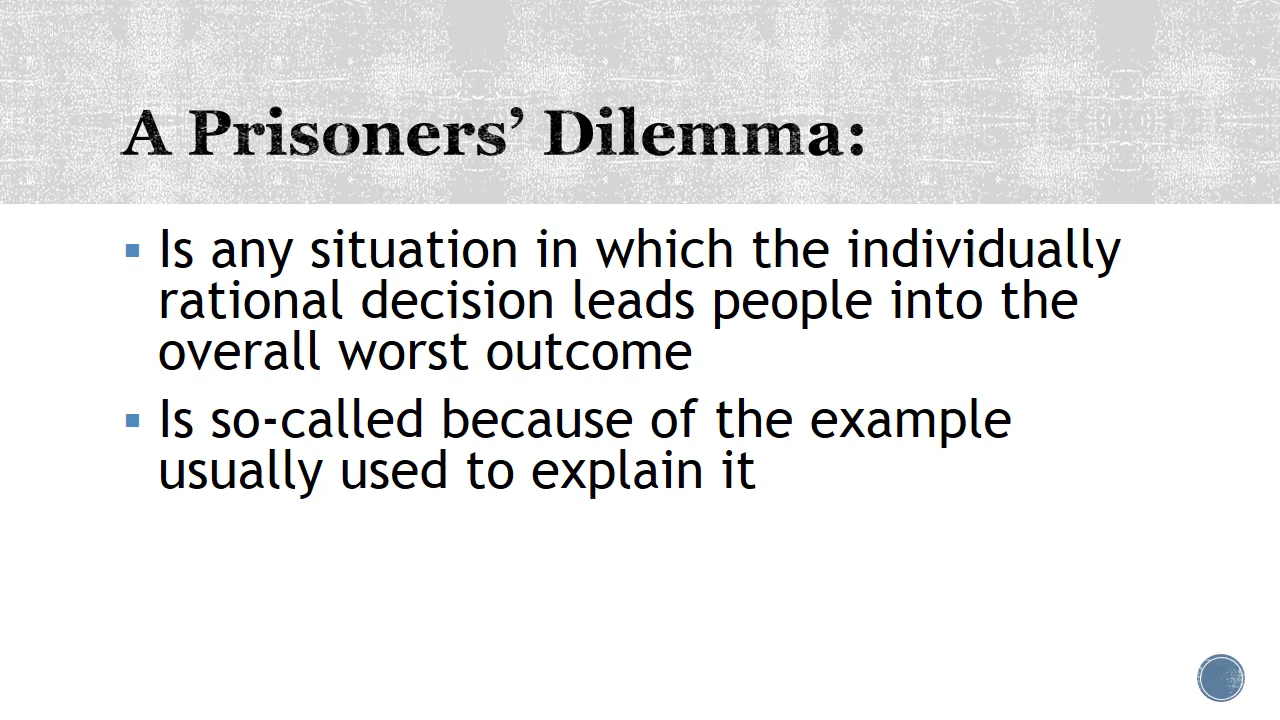 A Prisoners’ Dilemma:
Is any situation in which the individually
rational decision leads people into the
overall worst outcome
Is so-called because of the example
usually used to explain it